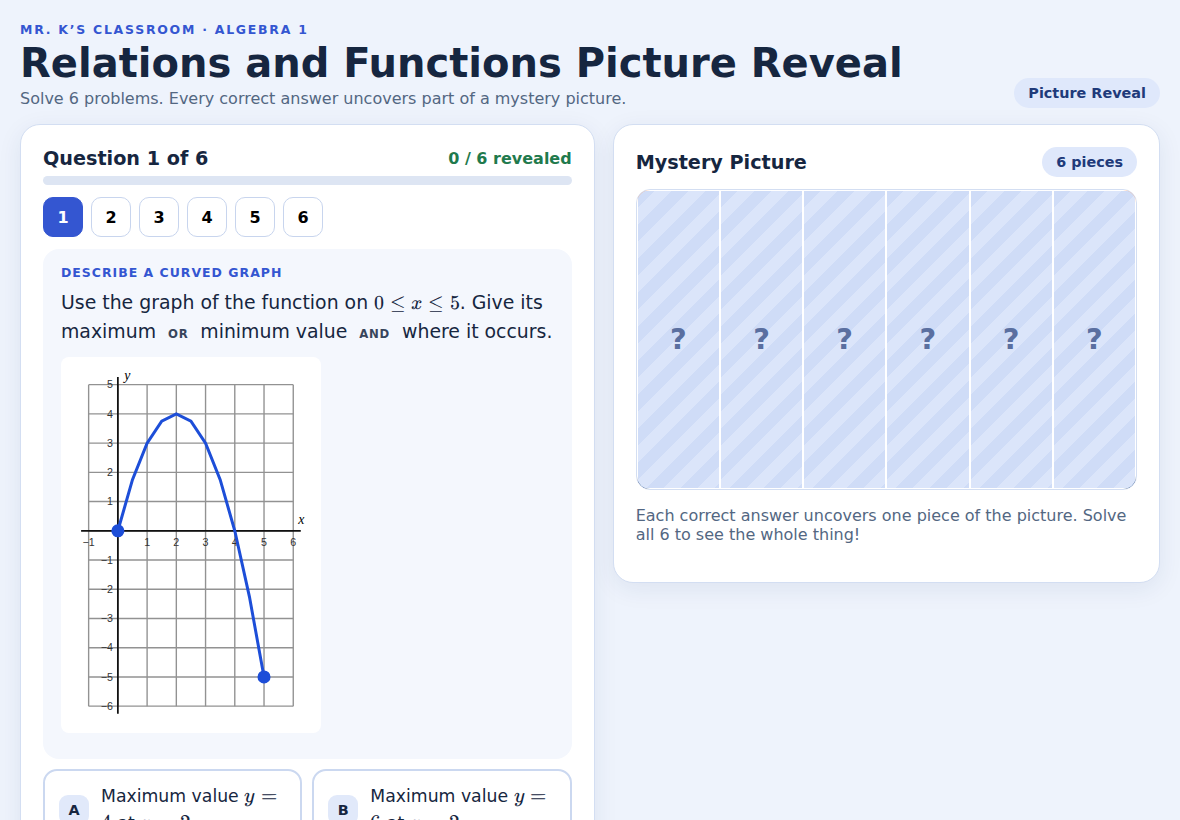 MR. K’S CLASSROOM · ALGEBRA 1
Relations and Functions Picture Reveal
Solve 6 problems. Every correct answer uncovers part of a mystery picture.
Picture Reveal
Question 1 of 6
0 / 6 revealed
1 2 3 4 5 6
DESCRIBE A CURVED GRAPH
Use the graph of the function on 0 ≤ x ≤ 5. Give its
maximum OR minimum value AND where it occurs.
y
5
4
3
2
1
x
−1 1 2 3 4 5 6
−1
−2
−3
−4
−5
−6
A
Maximum value y =
B
Maximum value y =
Mystery Picture
6 pieces
? ? ? ? ? ?
Each correct answer uncovers one piece of the picture. Solve
all 6 to see the whole thing!